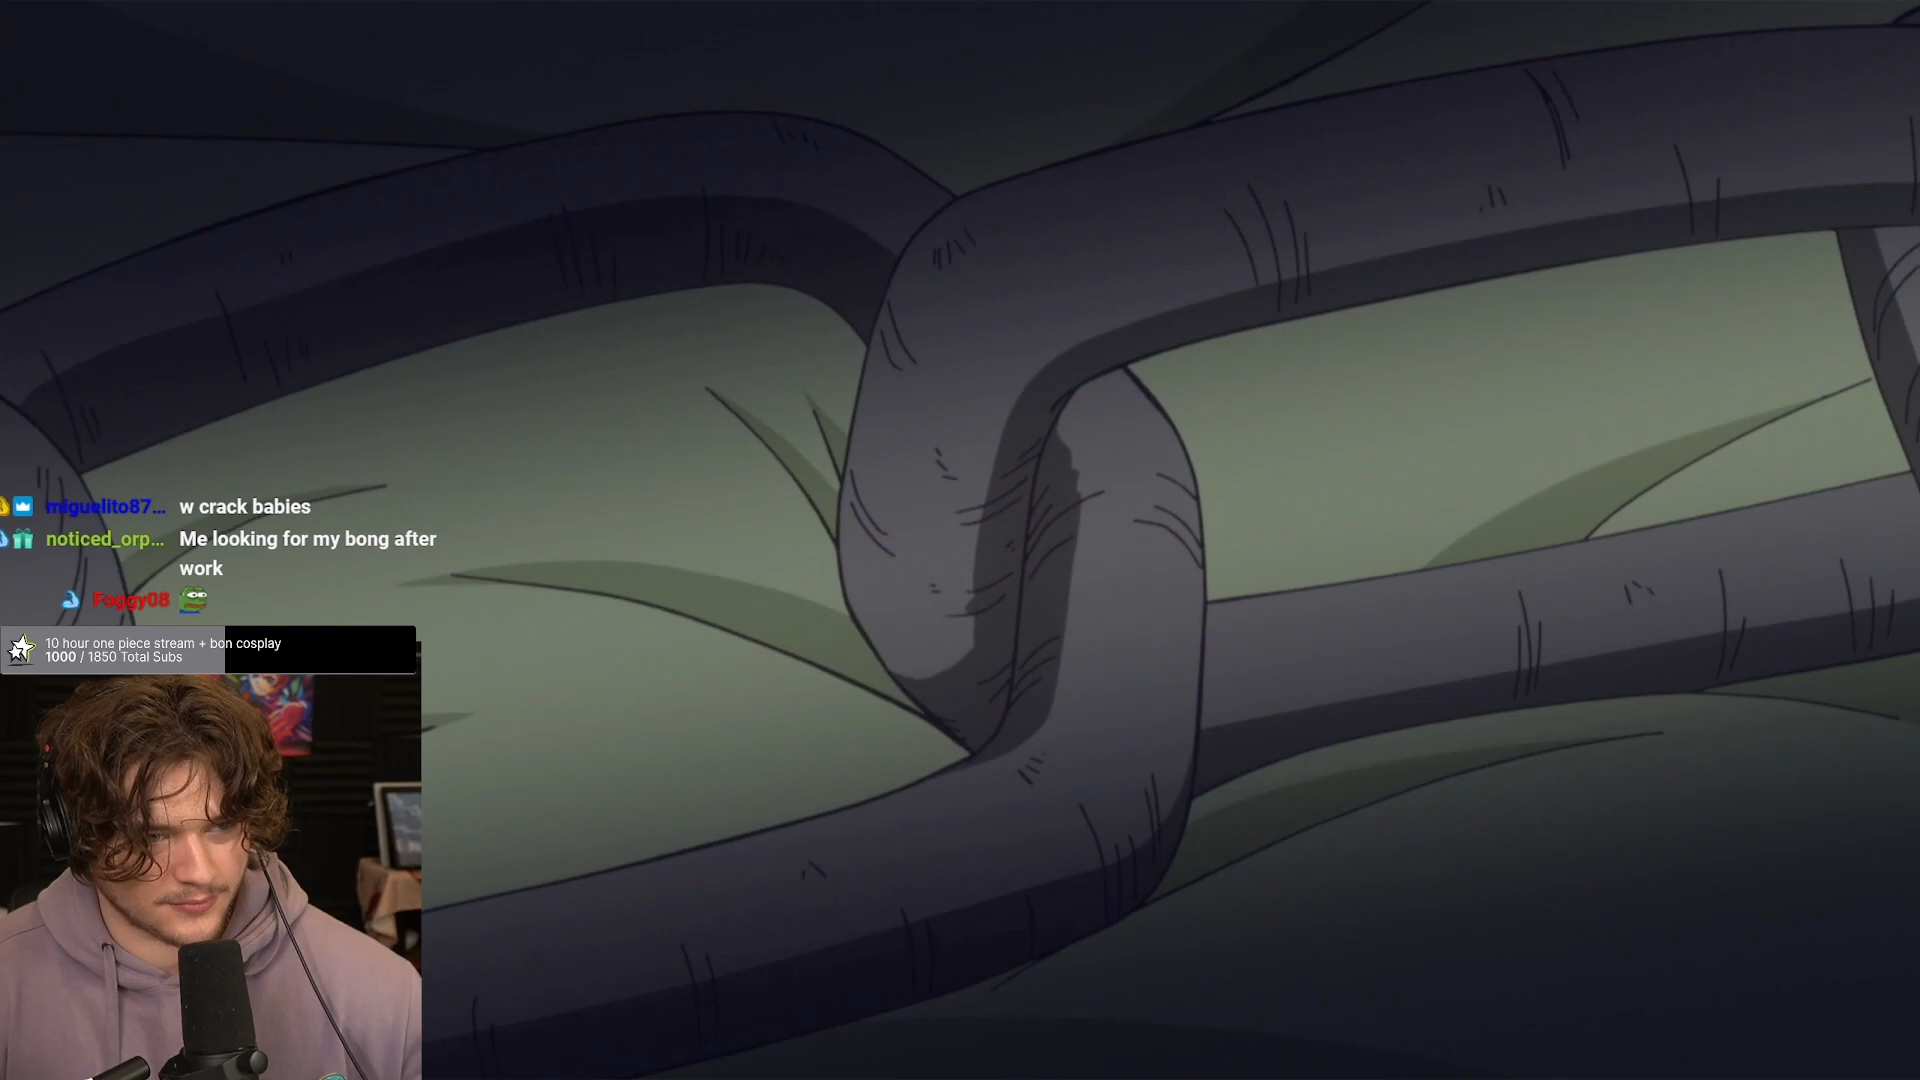 miguelito87... w crack babies
noticed_orp... Me looking for my bong after
work
Foggy08
10 hour one piece stream + bon cosplay
1000 / 1850 Total Subs